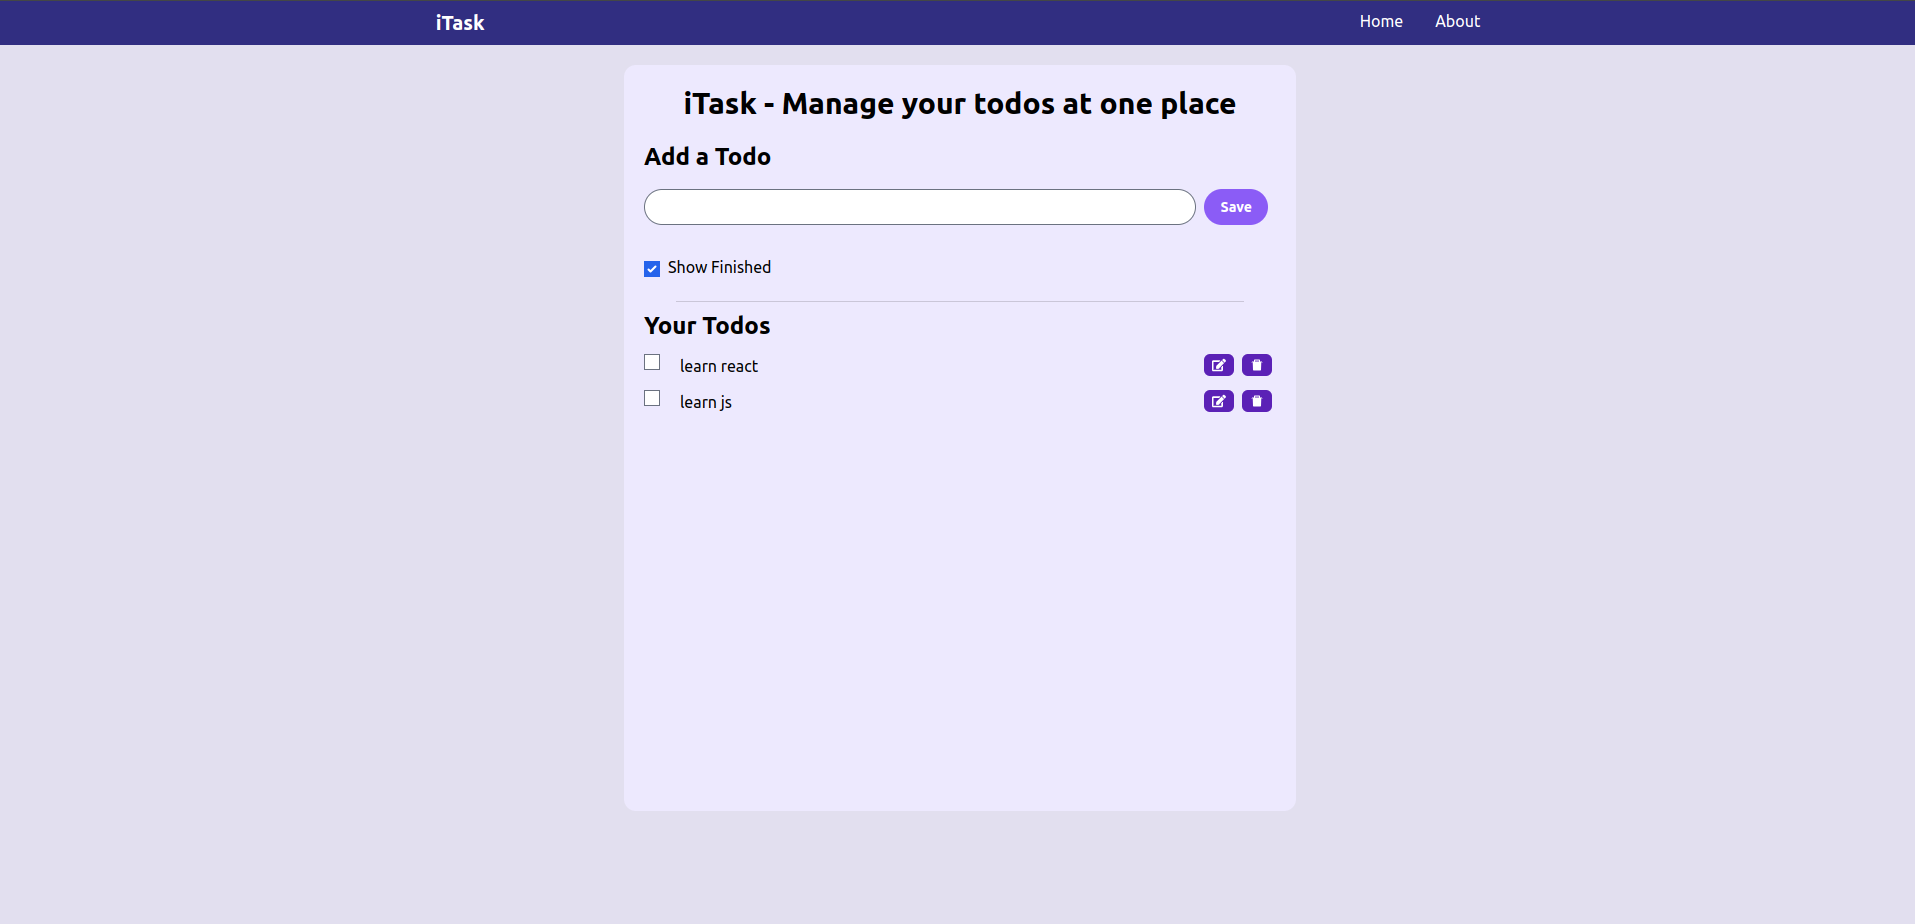 iTask
Home About
iTask - Manage your todos at one place
Add a Todo
Save
Show Finished
Your Todos
learn react
learn js